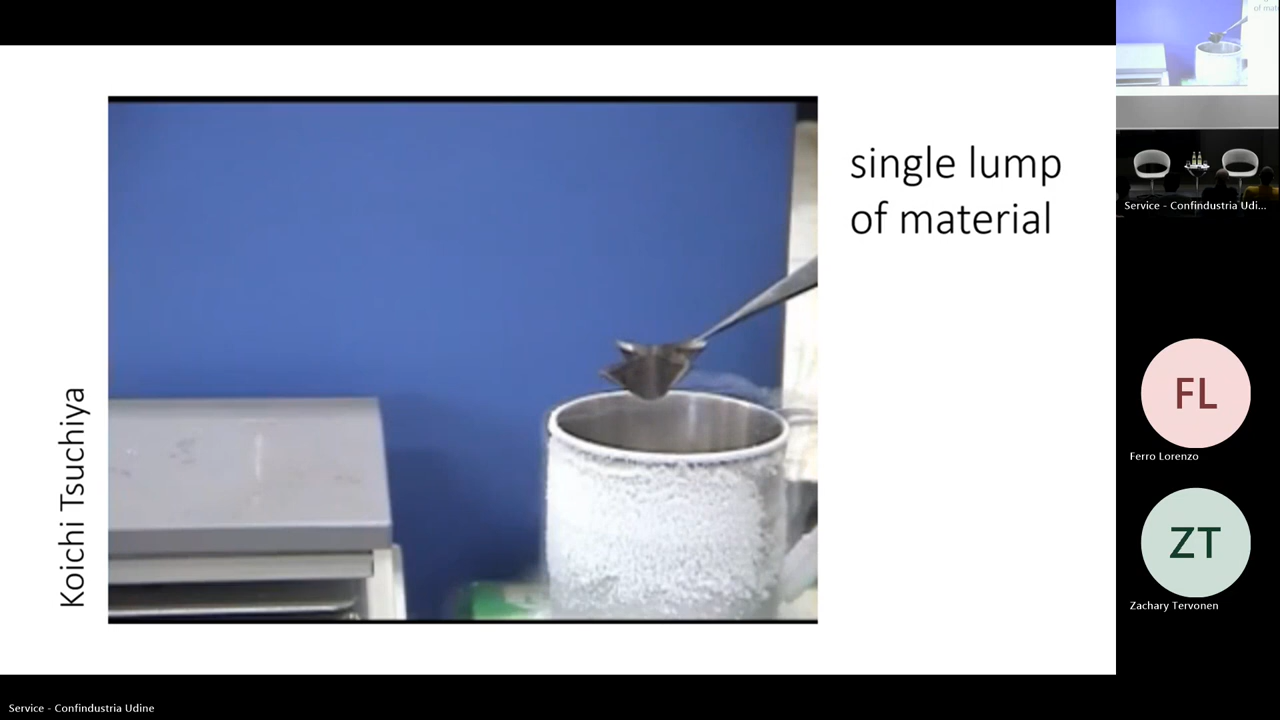 single lump
of material
Koichi Tsuchiya
Service - Confindustria Udi...
FL
Ferro Lorenzo
ZT
Zachary Tervonen
Service - Confindustria Udine